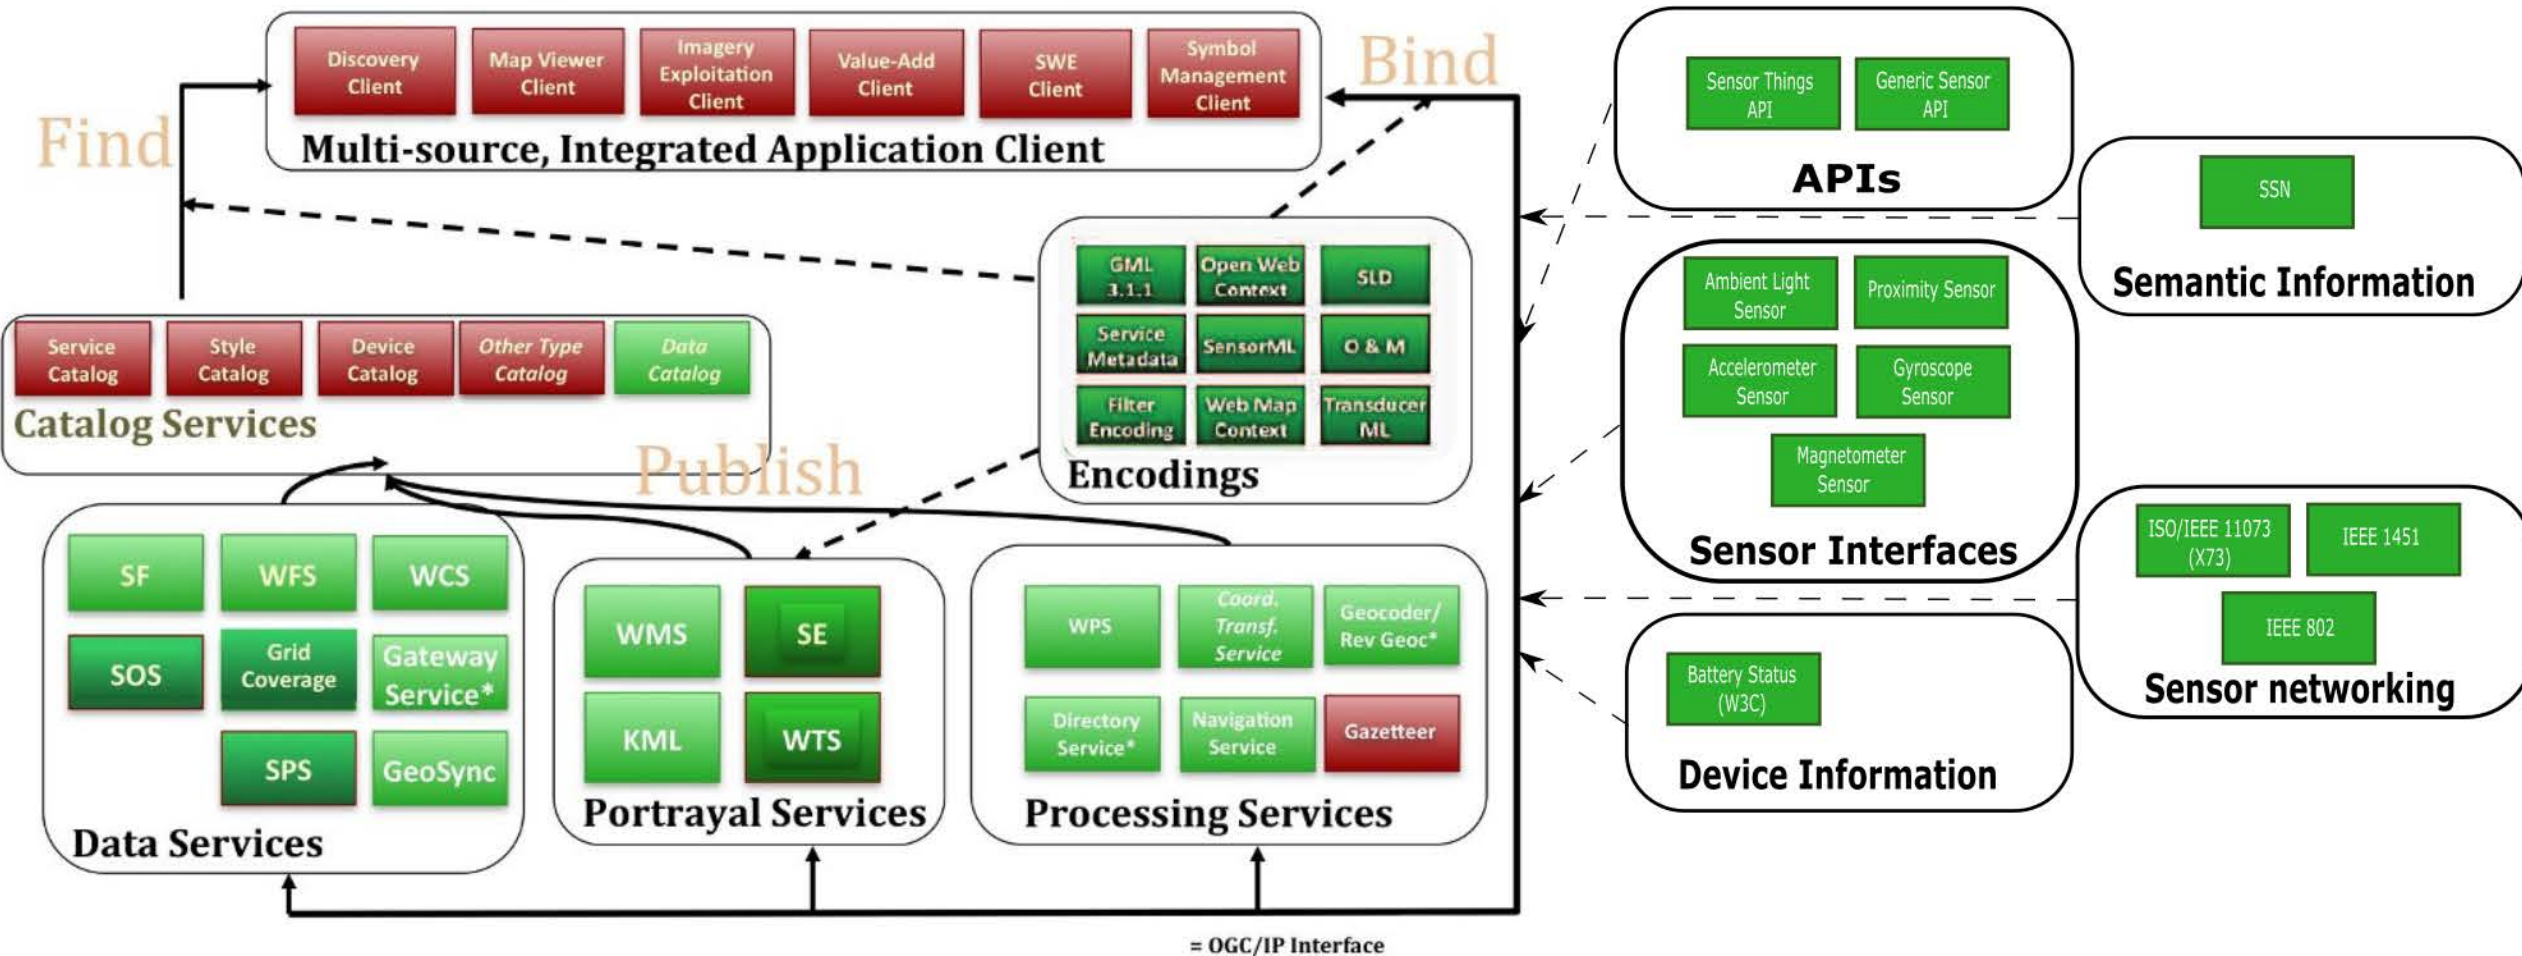 Discovery
Client
Map Viewer
Client
Imagery
Exploitation
Client
Value-Add
Client
SWE
Client
Symbol
Management
Client
Multi-source, Integrated Application Client
Find
Bind
Service
Catalog
Style
Catalog
Device
Catalog
Other Type
Catalog
Data
Catalog
Catalog Services
Publish
GML
3.1.1
Open Web
Context
SLD
Service
Metadata
SensorML
O & M
Filter
Encoding
Web Map
Context
Transducer
ML
Encodings
SF
WFS
WCS
SOS
Grid
Coverage
Gateway
Service*
SPS
GeoSync
Data Services
WMS
SE
KML
WTS
Portrayal Services
WPS
Coord.
Transf.
Service
Geocoder/
Rev Geoc*
Directory
Service*
Navigation
Service
Gazetteer
Processing Services
= OGC/IP Interface
Sensor Things
API
Generic Sensor
API
APIs
SSN
Semantic Information
Ambient Light
Sensor
Proximity Sensor
Accelerometer
Sensor
Gyroscope
Sensor
Magnetometer
Sensor
Sensor Interfaces
ISO/IEEE 11073
(X73)
IEEE 1451
IEEE 802
Sensor networking
Battery Status
(W3C)
Device Information